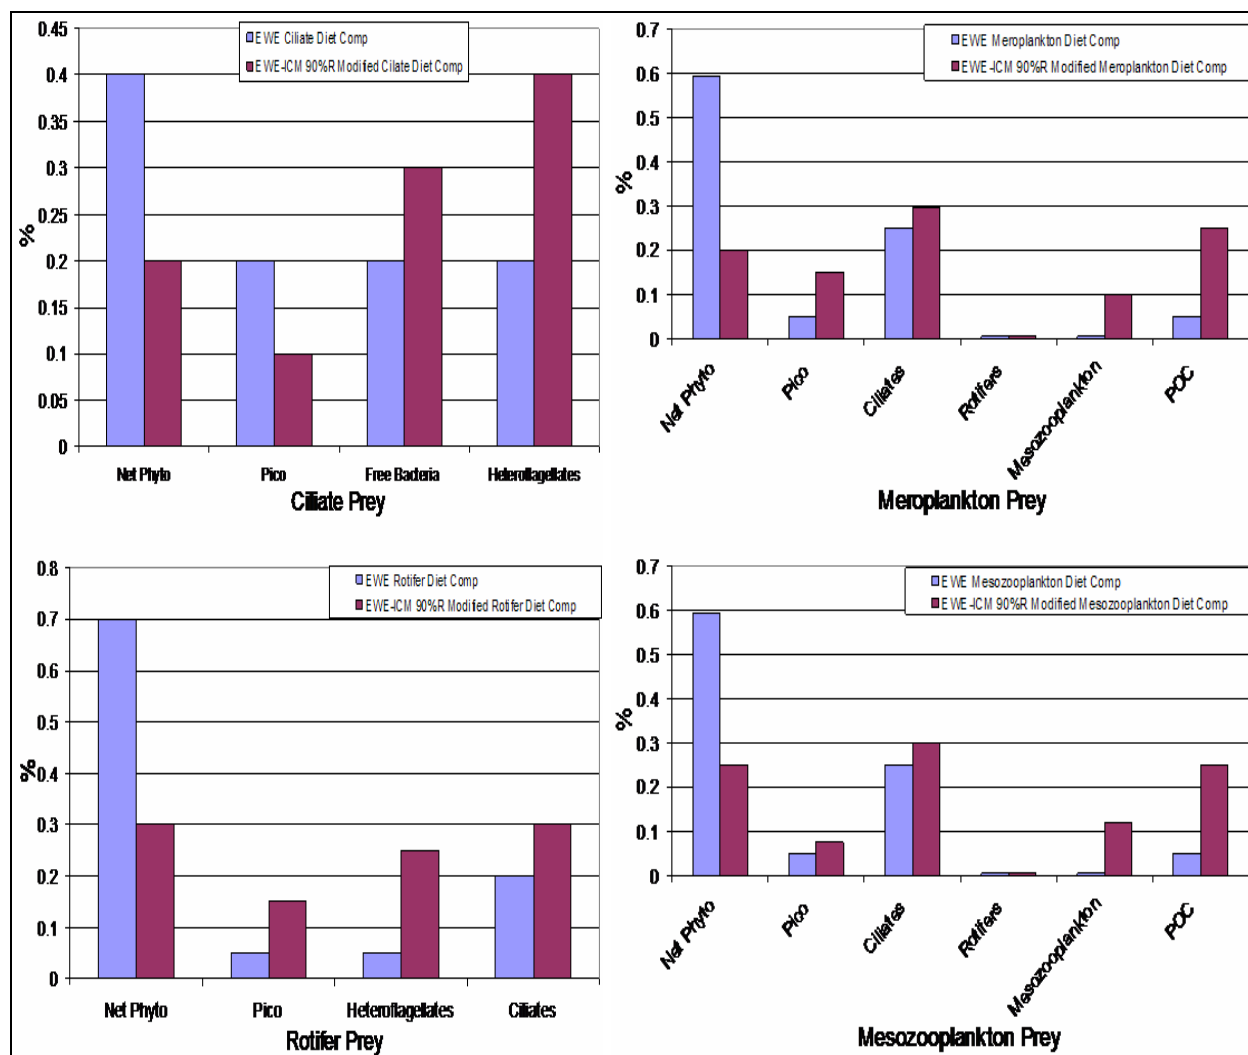 0.45
0.4
0.35
0.3
0.25
0.2
0.15
0.1
0.05
0
%
EWE Ciliate Diet Comp
EWE-ICM 90%R Modified Cilate Diet Comp
Net Phyto
Pico
Free Bacteria
Heteroflagellates
Ciliate Prey
0.7
0.6
0.5
0.4
0.3
0.2
0.1
0
%
EWE Meroplankton Diet Comp
EWE-ICM 90%R Modified Meroplankton Diet Comp
Net Phyto
Pico
Ciliates
Rotifers
Mesozooplankton
POC
Meroplankton Prey
0.8
0.7
0.6
0.5
0.4
0.3
0.2
0.1
0
%
EWE Rotifer Diet Comp
EWE-ICM 90%R Modified Rotifer Diet Comp
Net Phyto
Pico
Heteroflagellates
Ciliates
Rotifer Prey
0.7
0.6
0.5
0.4
0.3
0.2
0.1
0
%
EWE Mesozooplankton Diet Comp
EWE-ICM 90%R Modified Mesozooplankton Diet Comp
Net Phyto
Pico
Ciliates
Rotifers
Mesozooplankton
POC
Mesozooplankton Prey